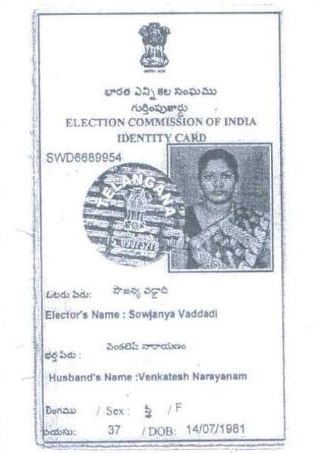 భారత ఎన్నికల సంఘము
గుర్తింపుకార్డు
ELECTION COMMISSION OF INDIA
IDENTITY CARD
SWD6689954
TELANGANA
ఓటరు పేరు: సౌజన్య వడ్డాది
Elector's Name : Sowjanya Vaddadi
భర్త పేరు : వెంకటేష్ నారాయణం
Husband's Name :Venkatesh Narayanam
లింగము / Sex : స్త్రీ / F
వయసు: 37 / DOB: 14/07/1981